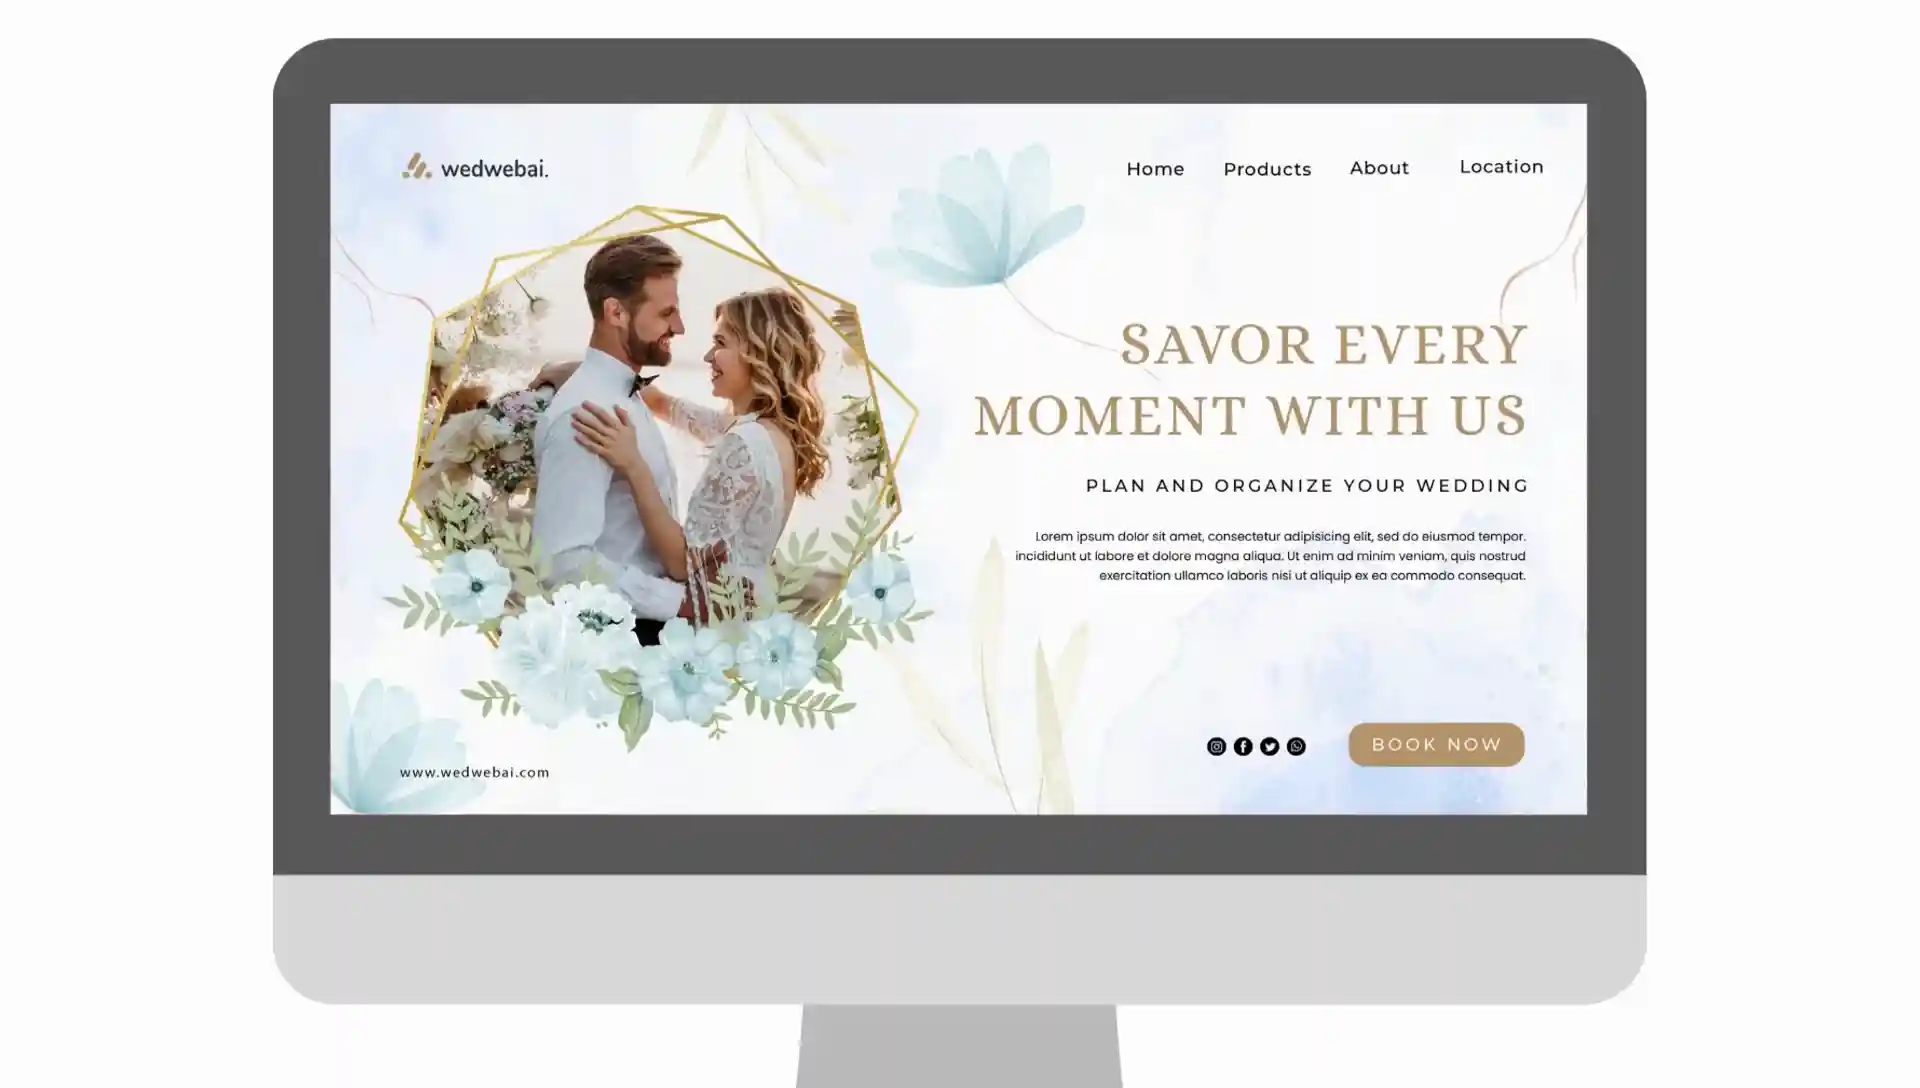 wedwebai.
Home Products About Location
SAVOR EVERY
MOMENT WITH US
PLAN AND ORGANIZE YOUR WEDDING
Lorem ipsum dolor sit amet, consectetur adipiscing elit, sed do eiusmod tempor.
incididunt ut labore et dolore magna aliqua. Ut enim ad minim veniam, quis nostrud
exercitation ullamco laboris nisi ut aliquip ex ea commodo consequat.
BOOK NOW
www.wedwebai.com